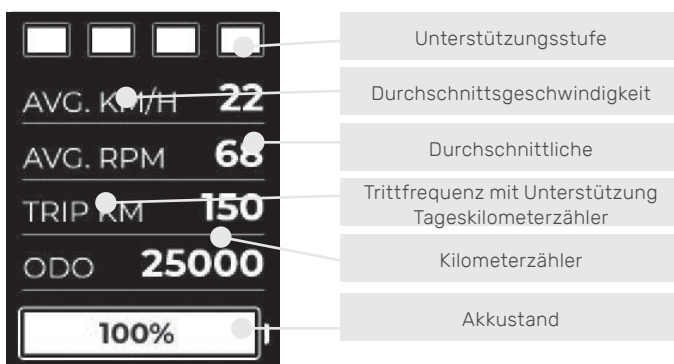 Unterstützungsstufe
AVG. KM/H 22
Durchschnittsgeschwindigkeit
AVG. RPM 68
Durchschnittliche
TRIP KM 150
Trittfrequenz mit Unterstützung
Tageskilometerzähler
ODO 25000
Kilometerzähler
100%
Akkustand